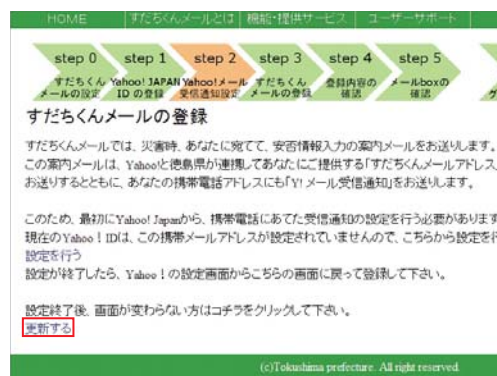 HOME すだちくんメールとは 機能・提供サービス ユーザーサポート
step 0 step 1 step 2 step 3 step 4 step 5
すだちくん Yahoo! JAPAN Yahoo!メール すだちくん 登録内容の メールboxの
メールの設定 IDの登録 受信通知設定 メールの登録 確認 確認
すだちくんメールの登録
すだちくんメールでは、災害時、あなたに宛てて、安否情報入力の案内メールをお送りします。
この案内メールは、Yahoo!と徳島県が連携してあなたにご提供する「すだちくんメールアドレス
お送りするとともに、あなたの携帯電話アドレスにも「Y!メール受信通知」をお送りします。
このため、最初にYahoo! Japanから、携帯電話にあてた受信通知の設定を行う必要があります
現在のYahoo!IDは、この携帯メールアドレスが設定されていませんので、こちらから設定を行
設定を行う
設定が終了したら、Yahoo!の設定画面からこちらの画面に戻って登録して下さい。
設定終了後、画面が変わらない方はコチラをクリックして下さい。
更新する
(c)Tokushima prefecture. All right reserved.